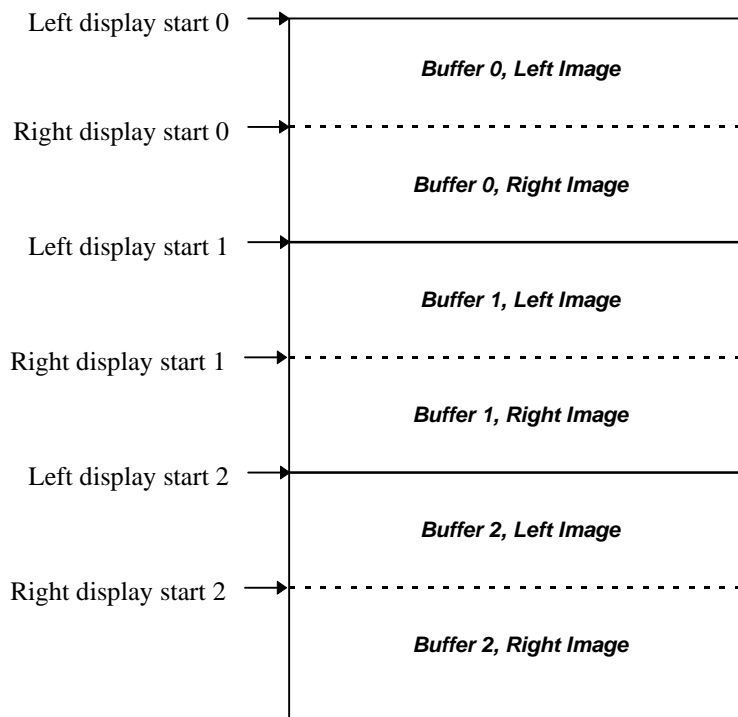 Left display start 0
Buffer 0, Left Image
Right display start 0
Buffer 0, Right Image
Left display start 1
Buffer 1, Left Image
Right display start 1
Buffer 1, Right Image
Left display start 2
Buffer 2, Left Image
Right display start 2
Buffer 2, Right Image